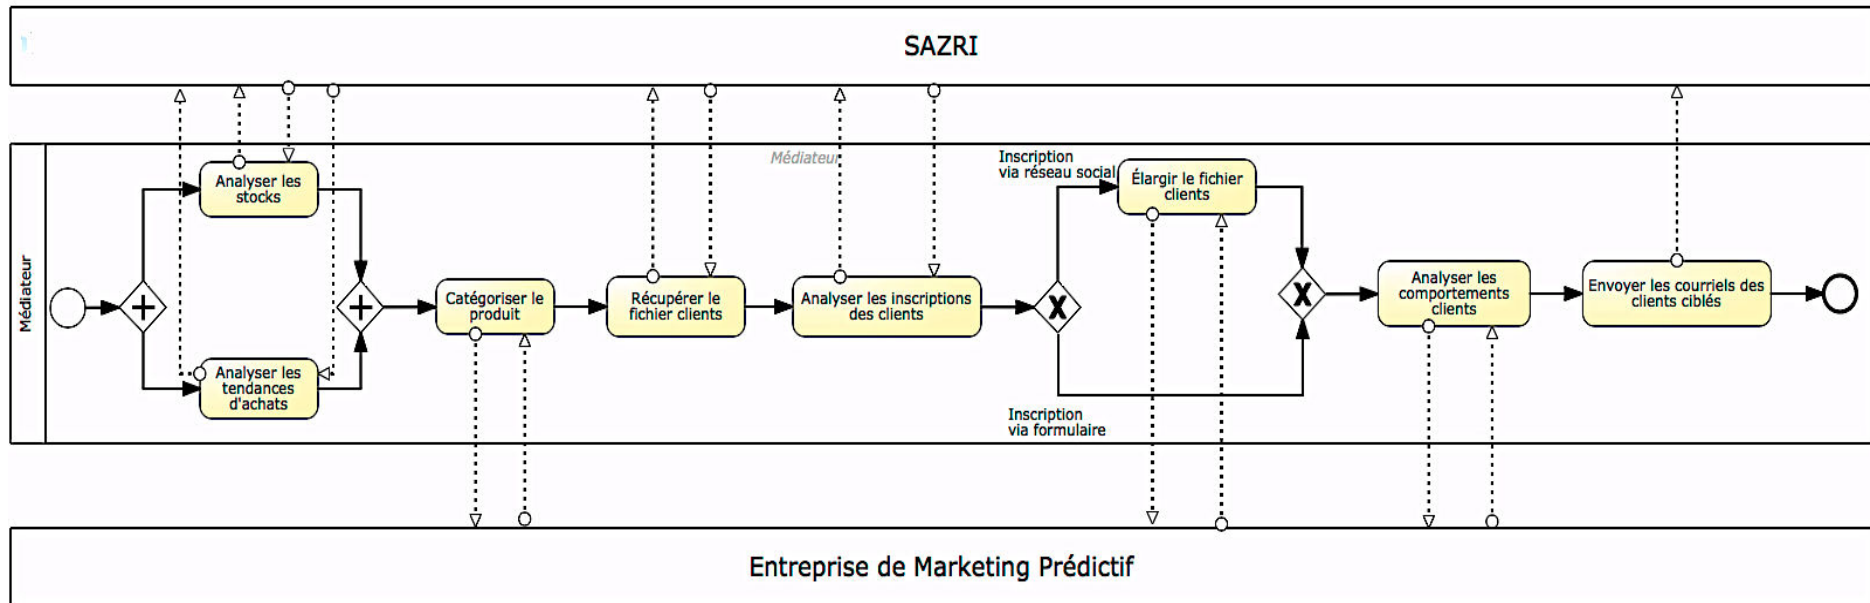 SAZRI
Médiateur
Médiateur
Analyser les
stocks
Analyser les
tendances
d'achats
Catégoriser le
produit
Récupérer le
fichier clients
Analyser les inscriptions
des clients
Inscription
via réseau social
Élargir le fichier
clients
Inscription
via formulaire
Analyser les
comportements
clients
Envoyer les courriels des
clients ciblés
Entreprise de Marketing Prédictif